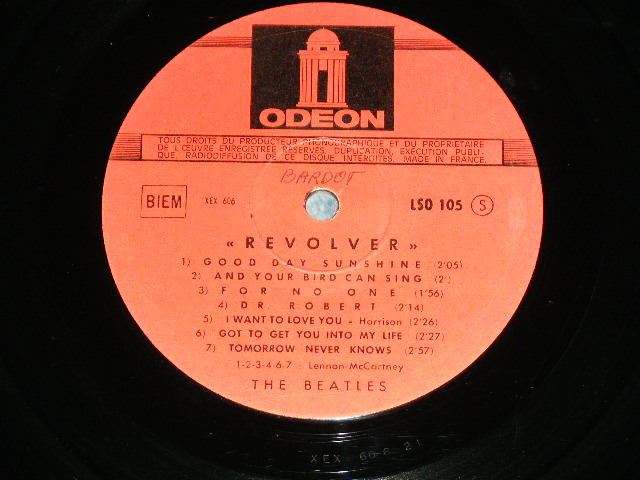 ODEON
TOUS DROITS DU PRODUCTEUR PHONOGRAPHIQUE ET DU PROPRIETAIRE
DE L'ŒUVRE ENREGISTREE RESERVES. DUPLICATION, EXECUTION PUBLI-
QUE, RADIODIFFUSION DE CE DISQUE INTERDITES. MADE IN FRANCE.
BARDOT
BIEM XEX 606 LSO 105 S
« REVOLVER »
1) GOOD DAY SUNSHINE (2'05)
2) AND YOUR BIRD CAN SING (2')
3) FOR NO ONE (1'56)
4) DR. ROBERT (2'14)
5) I WANT TO LOVE YOU - Harrison (2'26)
6) GOT TO GET YOU INTO MY LIFE (2'27)
7) TOMORROW NEVER KNOWS (2'57)
1-2-3-4-6-7 : Lennon-McCartney
THE BEATLES
XEX 606 21